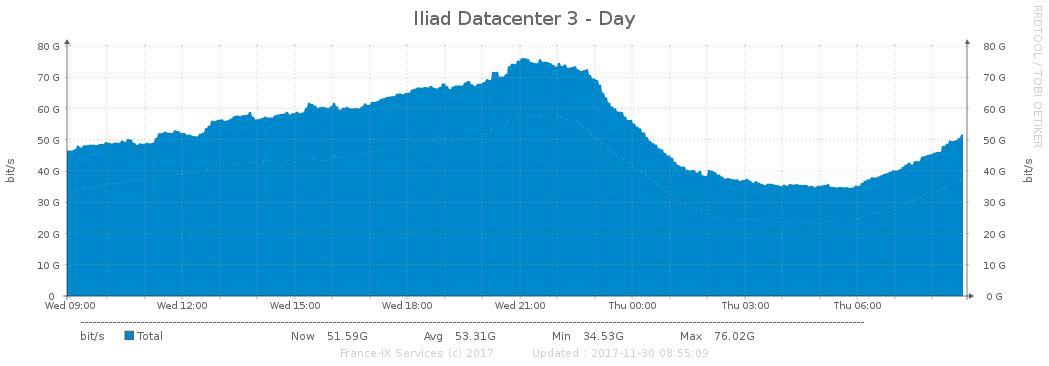 Iliad Datacenter 3 - Day
RRDTOOL / TOBI OETIKER
80 G 80 G
70 G 70 G
60 G 60 G
50 G 50 G
40 G 40 G
30 G 30 G
20 G 20 G
10 G 10 G
0 0 G
bit/s bit/s
Wed 09:00 Wed 12:00 Wed 15:00 Wed 18:00 Wed 21:00 Thu 00:00 Thu 03:00 Thu 06:00
bit/s Total Now 51.59G Avg 53.31G Min 34.53G Max 76.02G
France-IX Services (c) 2017 Updated : 2017-11-30 08:55:09